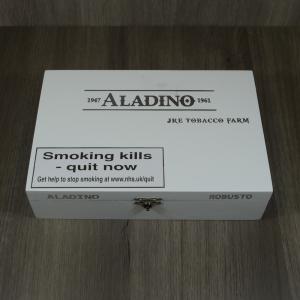 1947 ALADINO 1961
JRE TOBACCO FARM
Smoking kills
- quit now
Get help to stop smoking at www.nhs.uk/quit
ALADINO ROBUSTO